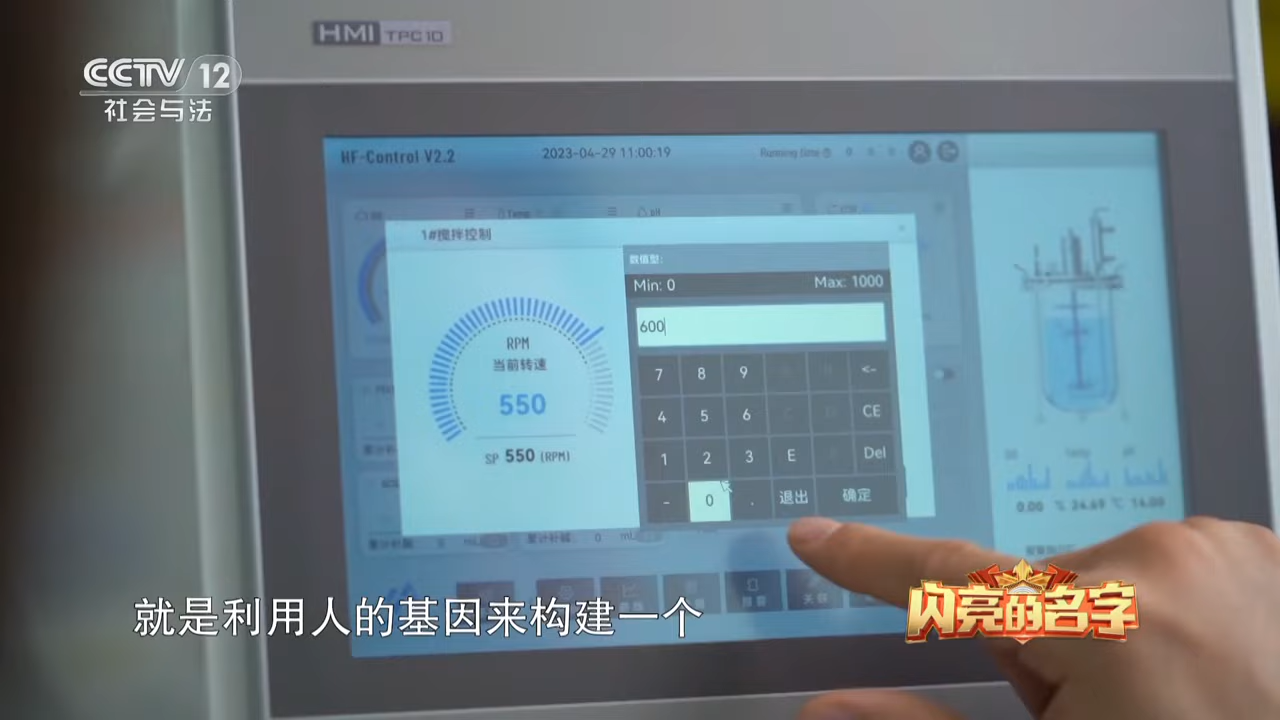 HMI TPC10
CCTV 12
社会与法
HF-Control V2.2
2023-04-29 11:00:19
Running time
1#搅拌控制
数值型:
Min: 0 Max: 1000
600
RPM
当前转速
550
SP 550 (RPM)
7 8 9 <-
4 5 6 CE
1 2 3 E Del
- 0 . 退出 确定
0.00 % 24.69 ℃ 14.00
就是利用人的基因来构建一个
闪亮的名字